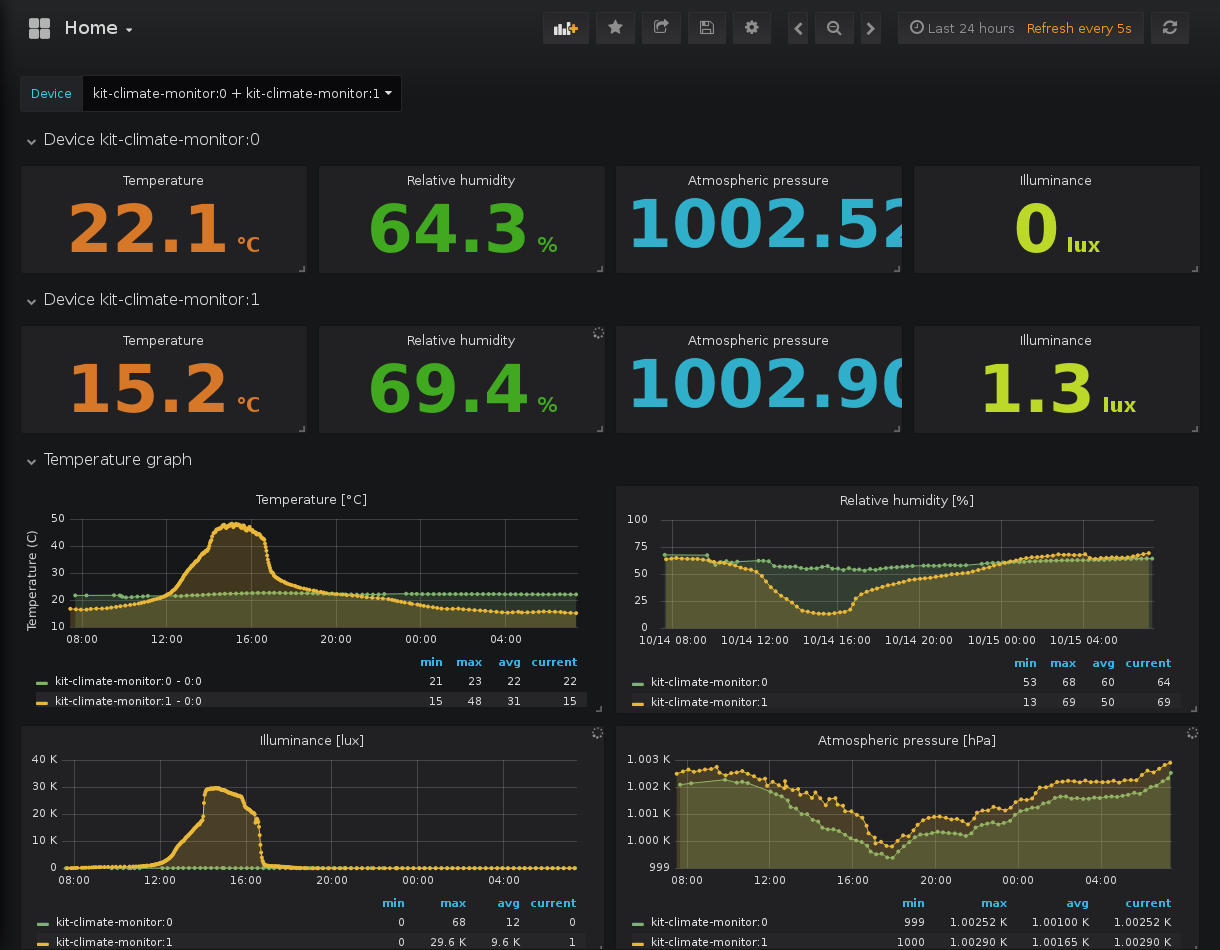 Home
Last 24 hours Refresh every 5s
Device kit-climate-monitor:0 + kit-climate-monitor:1
Device kit-climate-monitor:0
Temperature Relative humidity Atmospheric pressure Illuminance
22.1 °C 64.3 % 1002.52 0 lux
Device kit-climate-monitor:1
Temperature Relative humidity Atmospheric pressure Illuminance
15.2 °C 69.4 % 1002.90 1.3 lux
Temperature graph
Temperature [°C]
Temperature (C)
50
40
30
20
10
08:00 12:00 16:00 20:00 00:00 04:00
min max avg current
kit-climate-monitor:0 - 0:0 21 23 22 22
kit-climate-monitor:1 - 0:0 15 48 31 15
Relative humidity [%]
100
75
50
25
0
10/14 08:00 10/14 12:00 10/14 16:00 10/14 20:00 10/15 00:00 10/15 04:00
min max avg current
kit-climate-monitor:0 53 68 60 64
kit-climate-monitor:1 13 69 50 69
Illuminance [lux]
40 K
30 K
20 K
10 K
0
08:00 12:00 16:00 20:00 00:00 04:00
min max avg current
kit-climate-monitor:0 0 68 12 0
kit-climate-monitor:1 0 29.6 K 9.6 K 1
Atmospheric pressure [hPa]
1.003 K
1.002 K
1.001 K
1.000 K
999
08:00 12:00 16:00 20:00 00:00 04:00
min max avg current
kit-climate-monitor:0 999 1.00252 K 1.00100 K 1.00252 K
kit-climate-monitor:1 1000 1.00290 K 1.00165 K 1.00290 K